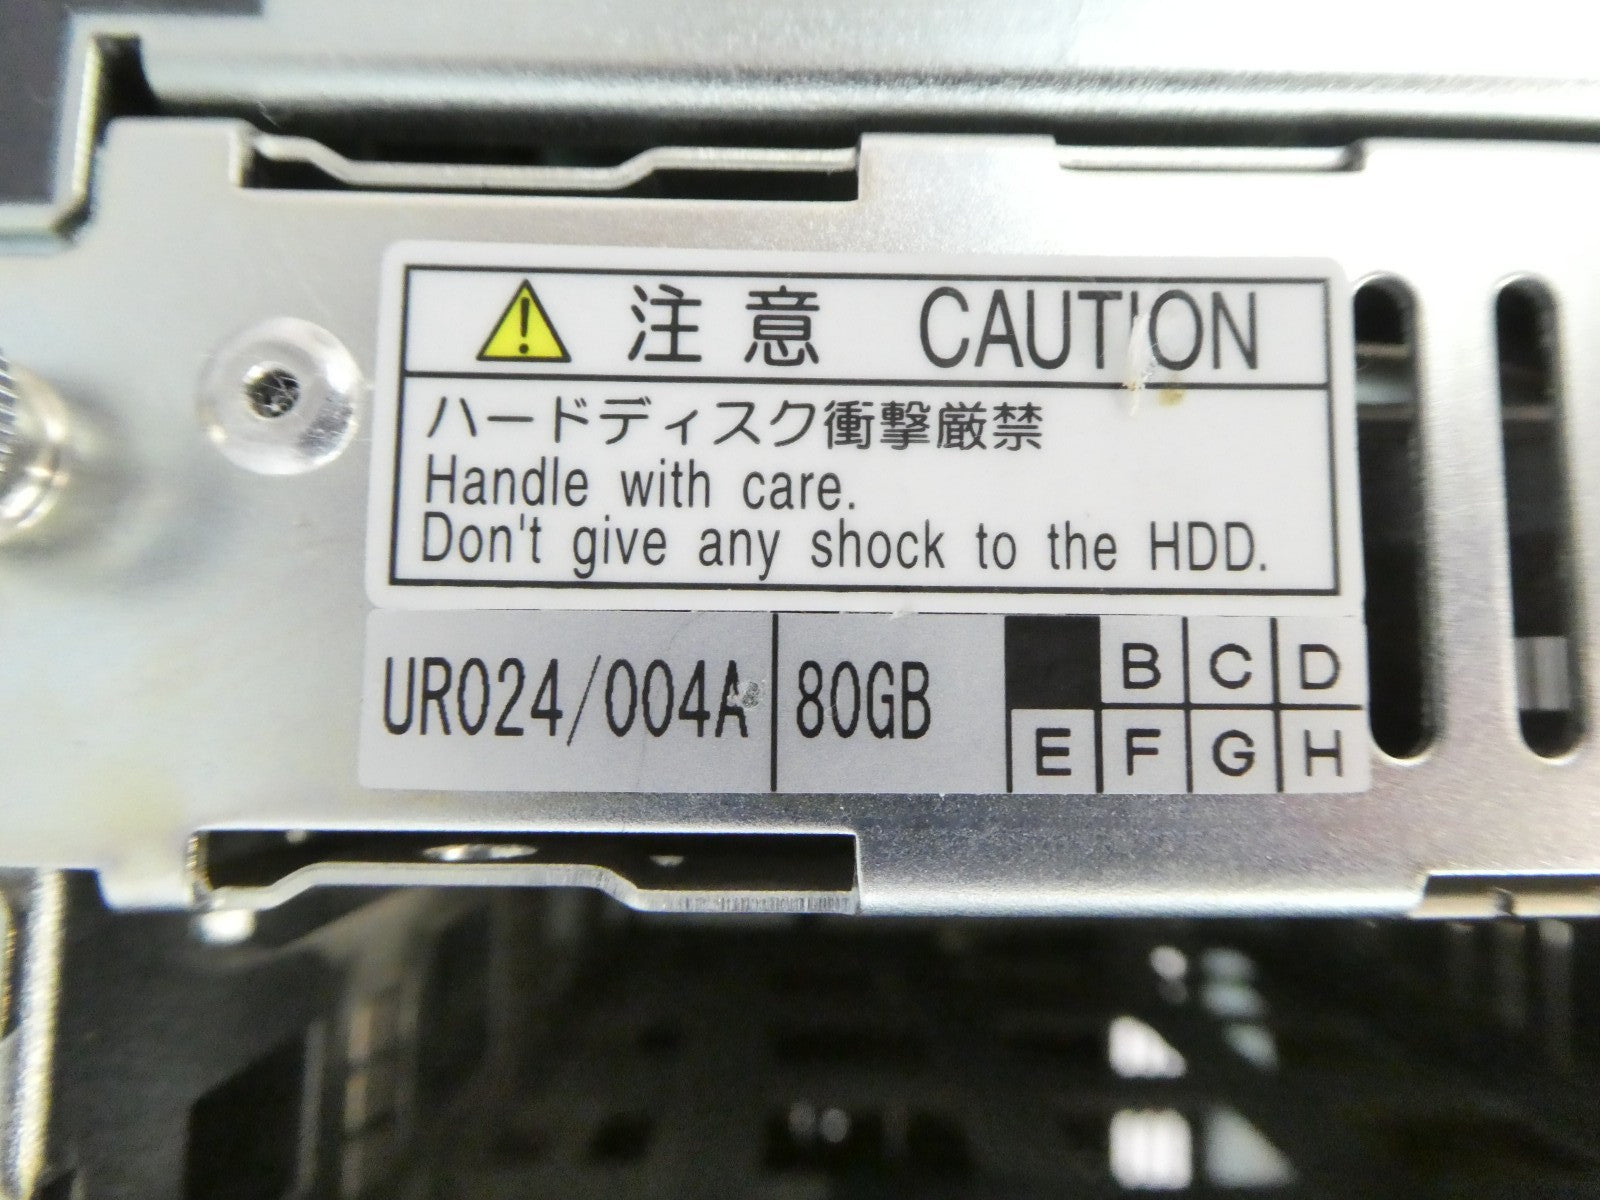 注意 CAUTION
ハードディスク衝撃厳禁
Handle with care.
Don't give any shock to the HDD.
UR024/004A 80GB
B C D
E F G H